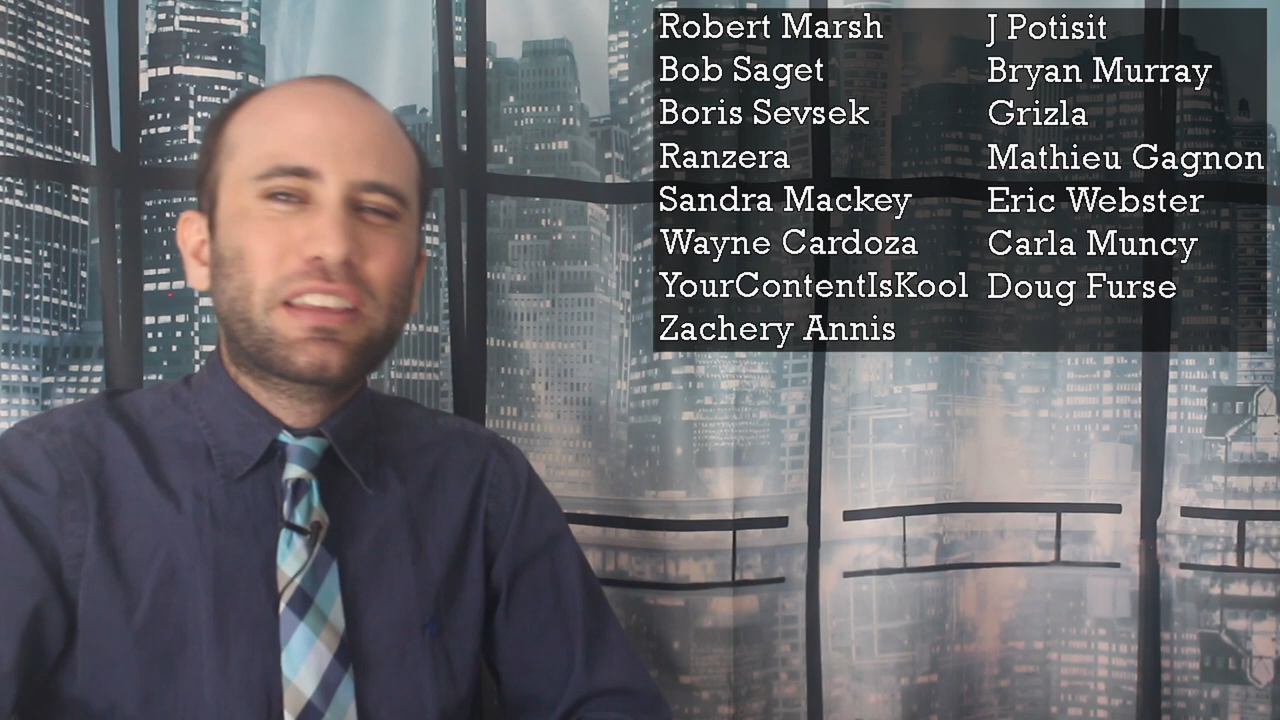 Robert Marsh
Bob Saget
Boris Sevsek
Ranzera
Sandra Mackey
Wayne Cardoza
YourContentIsKool
Zachery Annis
J Potisit
Bryan Murray
Grizla
Mathieu Gagnon
Eric Webster
Carla Muncy
Doug Furse